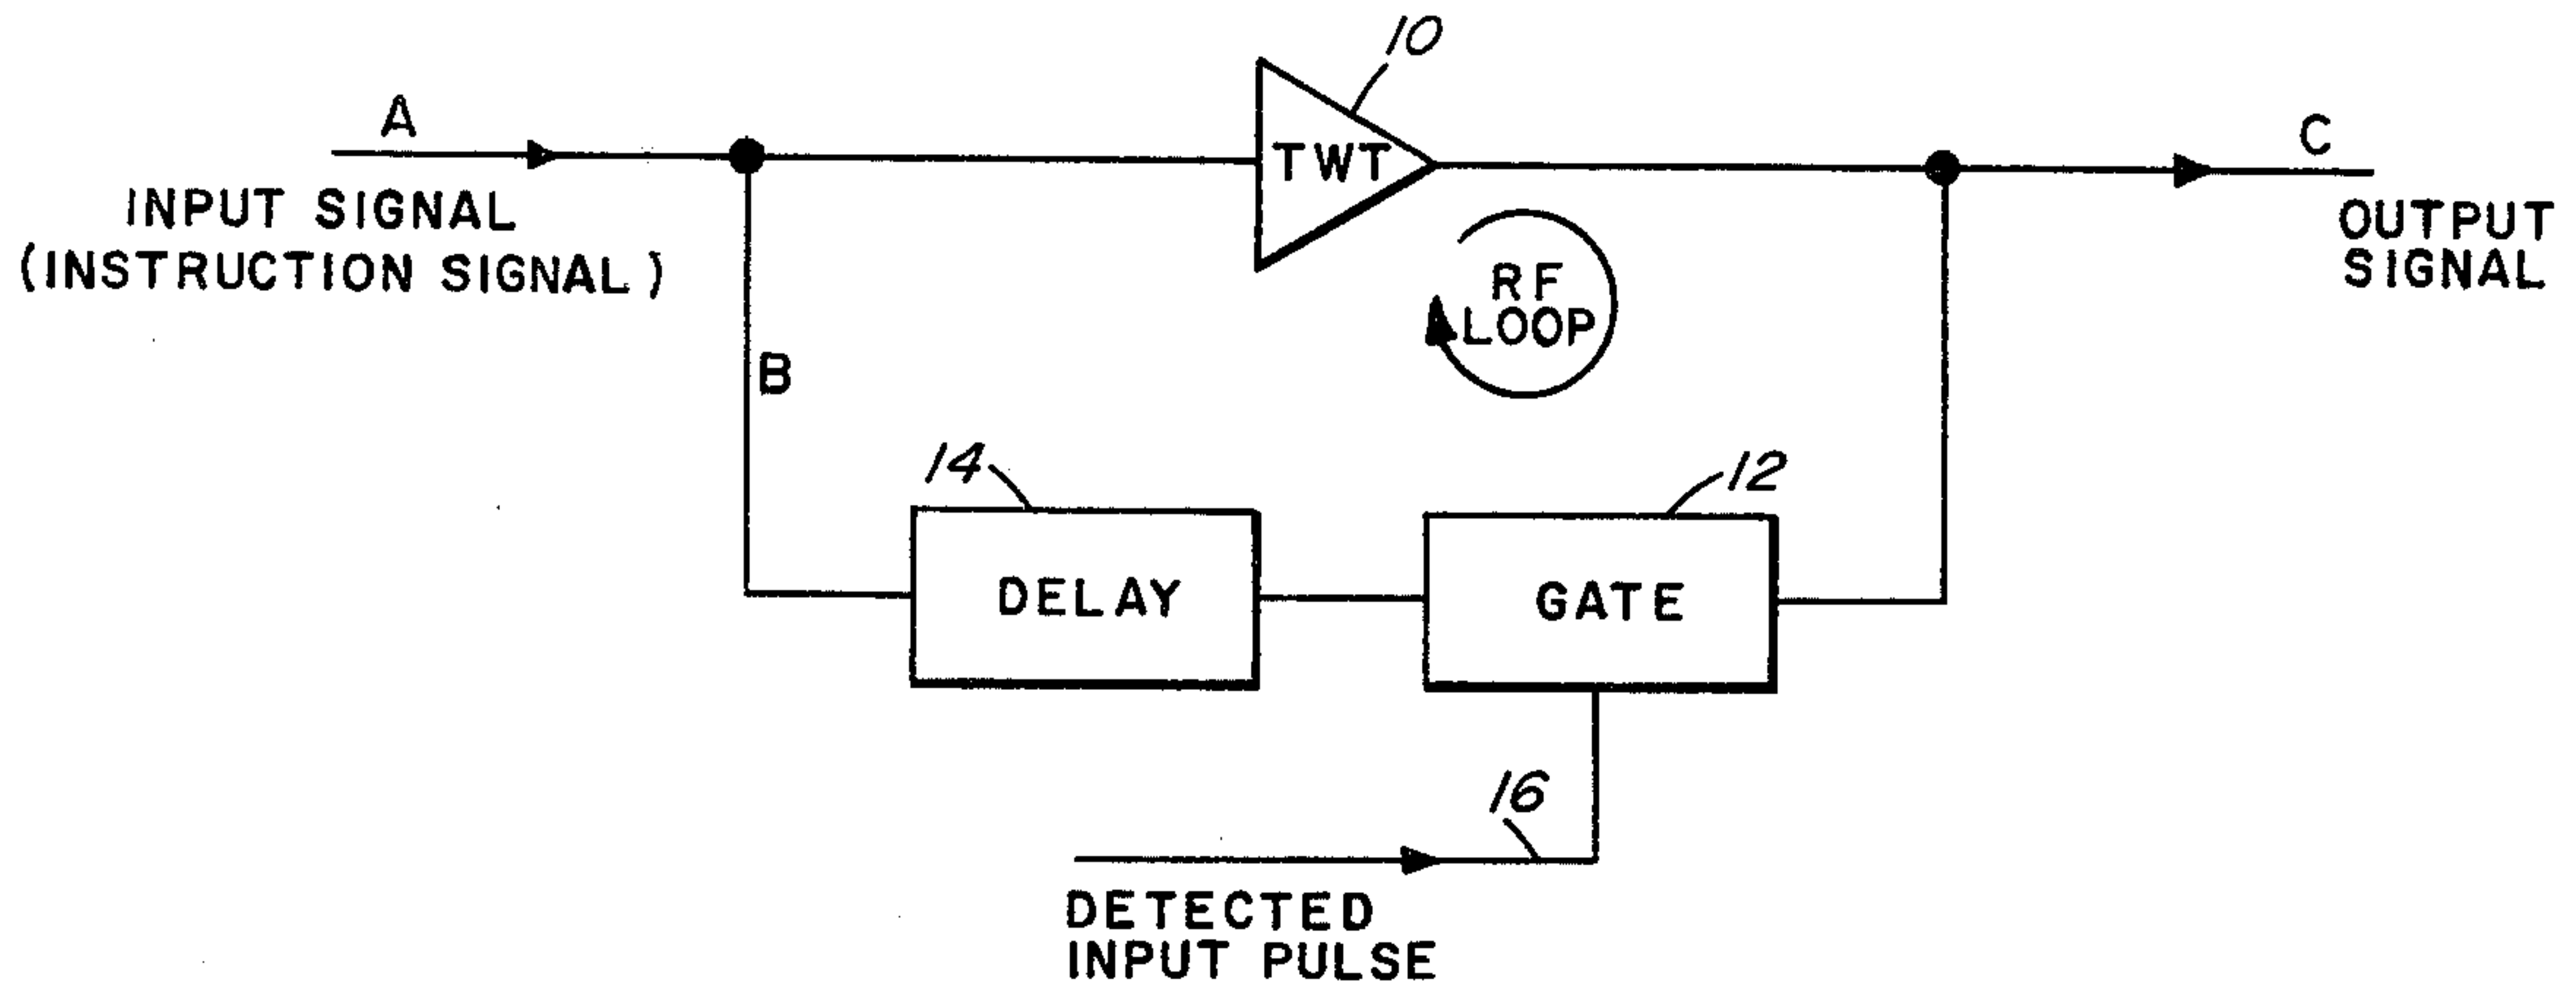 10
A
C
TWT
INPUT SIGNAL
(INSTRUCTION SIGNAL)
OUTPUT
SIGNAL
RF
LOOP
B
14
12
DELAY
GATE
16
DETECTED
INPUT PULSE